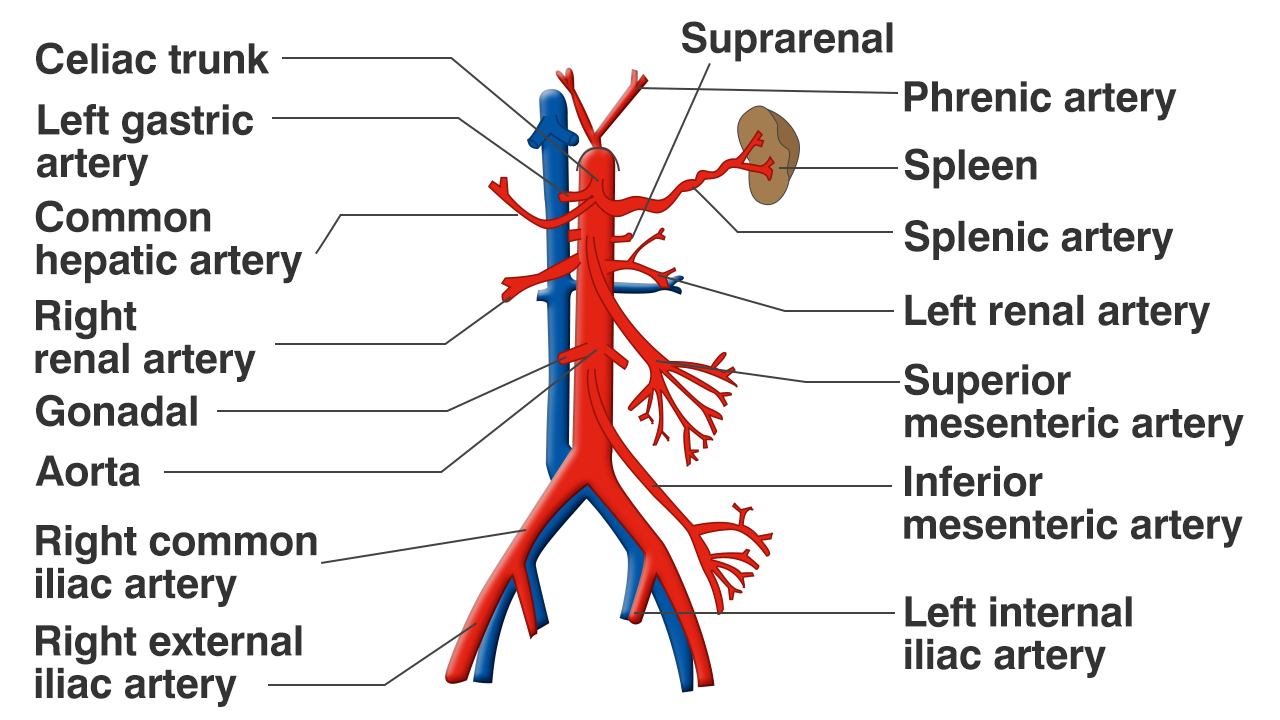 Celiac trunk
Left gastric
artery
Common
hepatic artery
Right
renal artery
Gonadal
Aorta
Right common
iliac artery
Right external
iliac artery
Suprarenal
Phrenic artery
Spleen
Splenic artery
Left renal artery
Superior
mesenteric artery
Inferior
mesenteric artery
Left internal
iliac artery